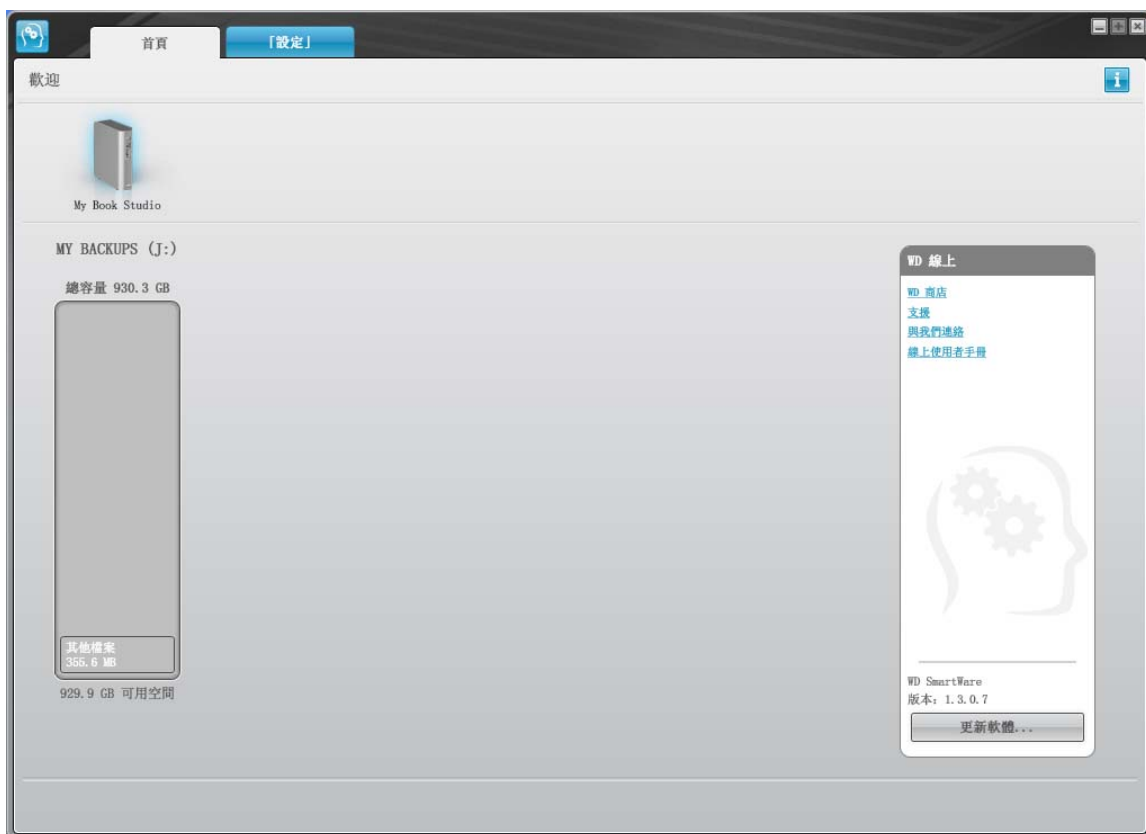 首頁
「設定」
歡迎
i
My Book Studio
MY BACKUPS (J:)
總容量 930.3 GB
其他檔案
355.6 MB
929.9 GB 可用空間
WD 線上
WD 商店
支援
與我們連絡
線上使用者手冊
WD SmartWare
版本: 1.3.0.7
更新軟體...